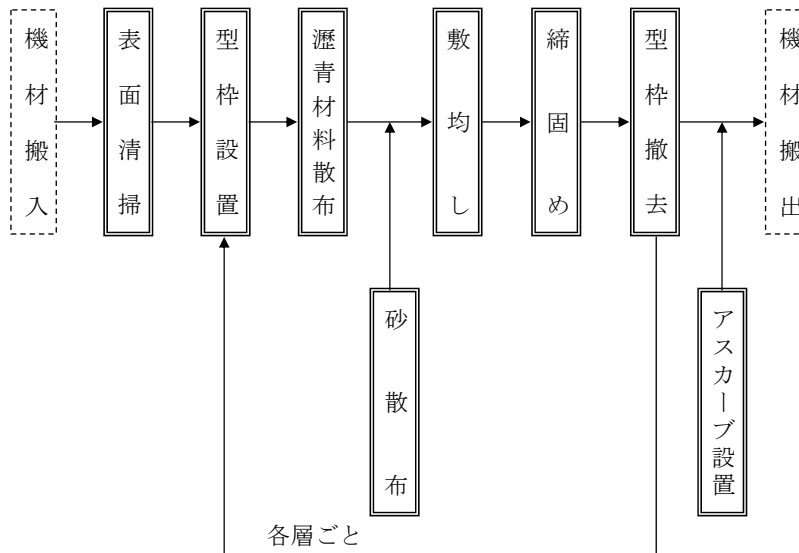 機材搬入
表面清掃
型枠設置
瀝青材料散布
敷均し
締固め
型枠撤去
機材搬出
砂散布
アスカーブ設置
各層ごと